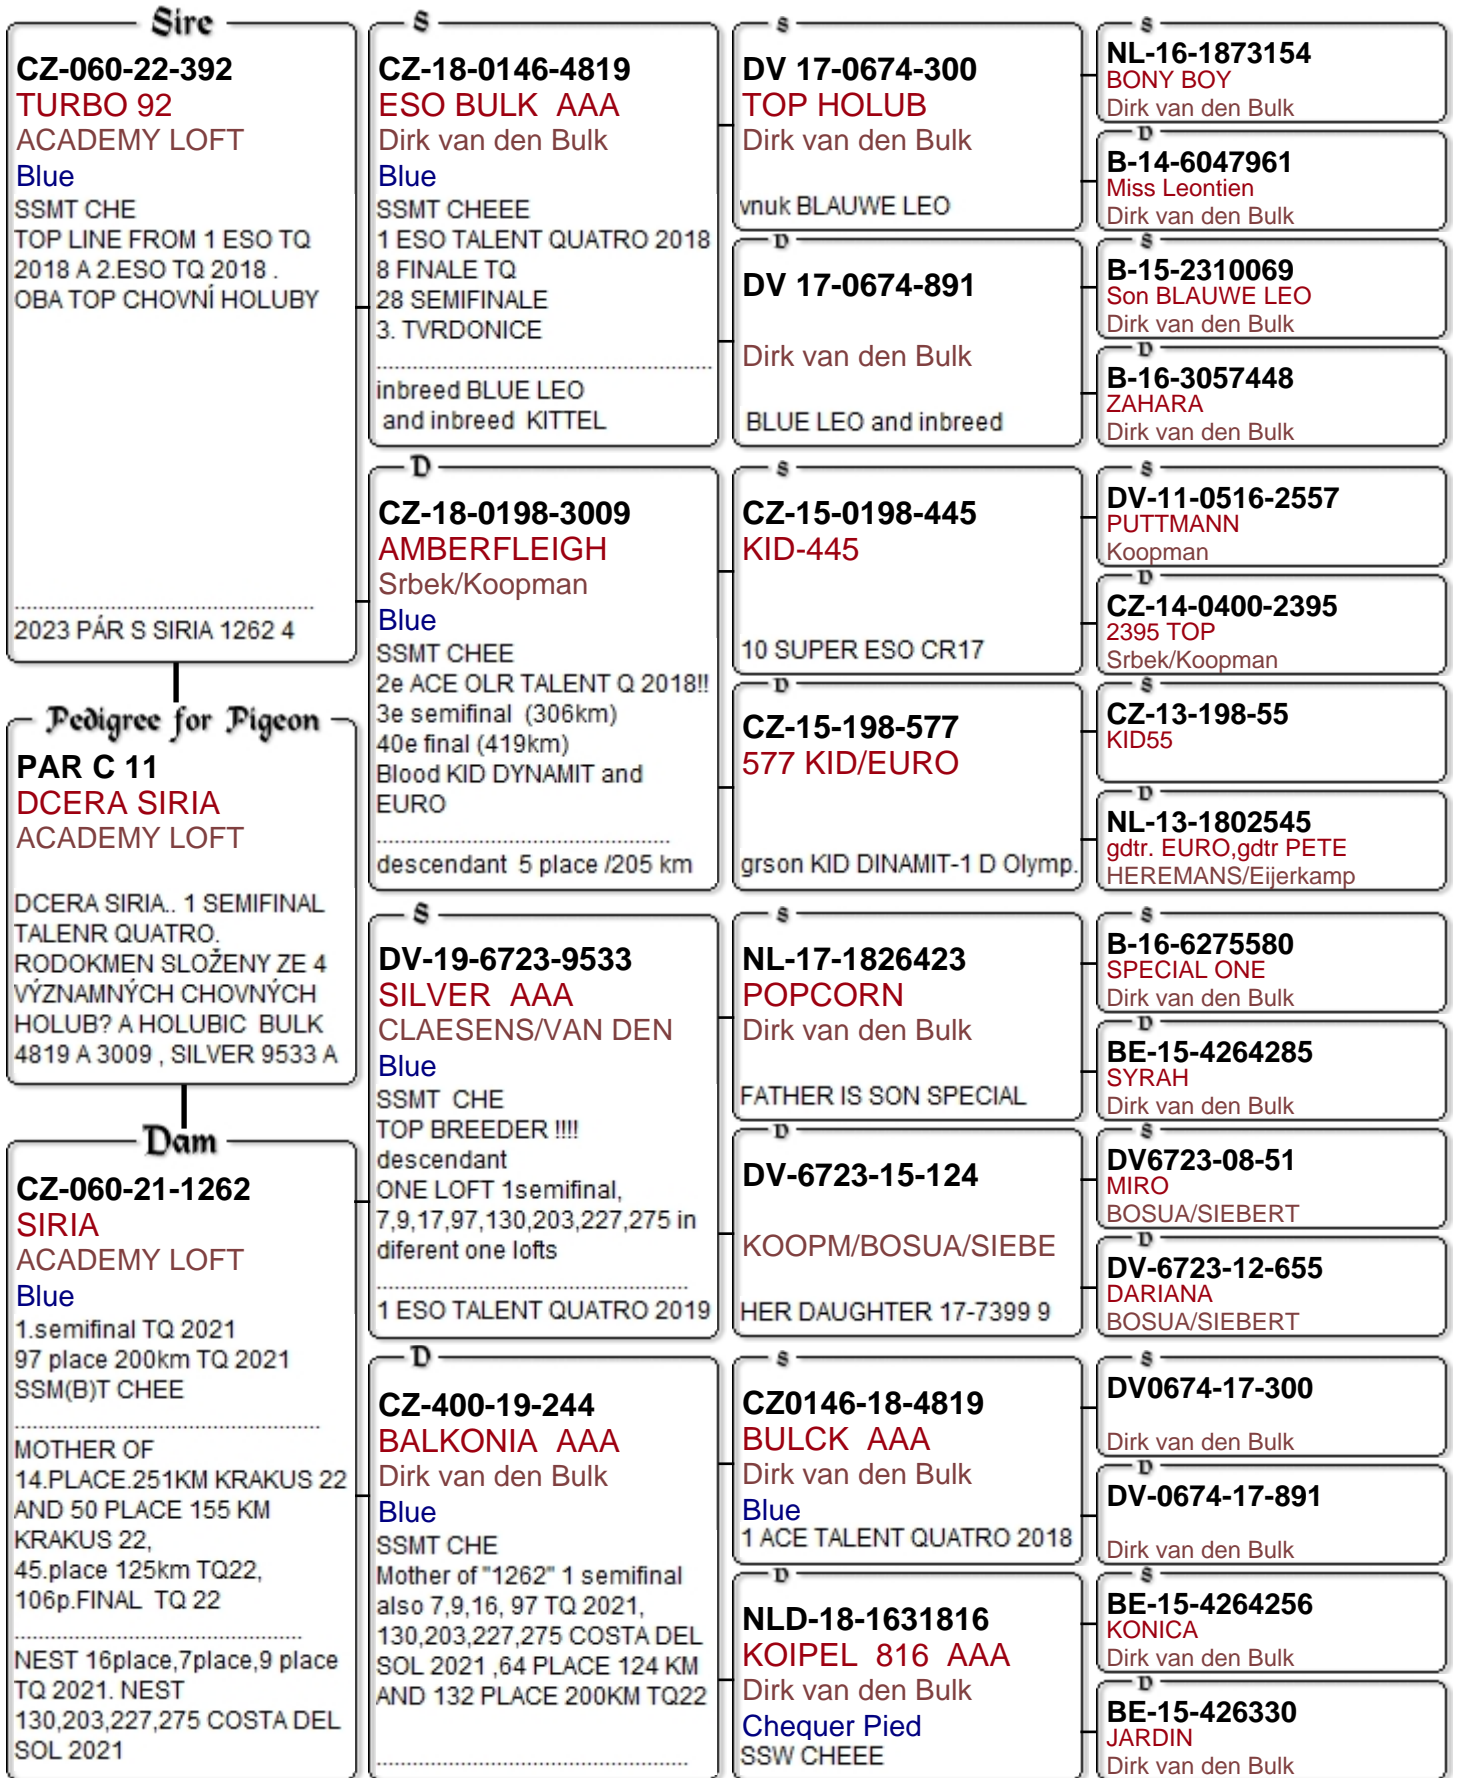 Sire
CZ-060-22-392
TURBO 92
ACADEMY LOFT
Blue
SSMT CHE
TOP LINE FROM 1 ESO TQ
2018 A 2.ESO TQ 2018 .
OBA TOP CHOVNÍ HOLUBY
2023 PÁR S SIRIA 1262 4
Pedigree for Pigeon
PAR C 11
DCERA SIRIA
ACADEMY LOFT
DCERA SIRIA.. 1 SEMIFINAL
TALENR QUATRO.
RODOKMEN SLOŽENY ZE 4
VÝZNAMNÝCH CHOVNÝCH
HOLUB? A HOLUBIC BULK
4819 A 3009 , SILVER 9533 A
Dam
CZ-060-21-1262
SIRIA
ACADEMY LOFT
Blue
1.semifinal TQ 2021
97 place 200km TQ 2021
SSM(B)T CHEE
MOTHER OF
14.PLACE.251KM KRAKUS 22
AND 50 PLACE 155 KM
KRAKUS 22,
45.place 125km TQ22,
106p.FINAL TQ 22
NEST 16place,7place,9 place
TQ 2021. NEST
130,203,227,275 COSTA DEL
SOL 2021
S
CZ-18-0146-4819
ESO BULK AAA
Dirk van den Bulk
Blue
SSMT CHEEE
1 ESO TALENT QUATRO 2018
8 FINALE TQ
28 SEMIFINALE
3. TVRDONICE
inbreed BLUE LEO
and inbreed KITTEL
D
CZ-18-0198-3009
AMBERFLEIGH
Srbek/Koopman
Blue
SSMT CHEE
2e ACE OLR TALENT Q 2018!!
3e semifinal (306km)
40e final (419km)
Blood KID DYNAMIT and
EURO
descendant 5 place /205 km
S
DV-19-6723-9533
SILVER AAA
CLAESENS/VAN DEN
Blue
SSMT CHE
TOP BREEDER !!!!
descendant
ONE LOFT 1semifinal,
7,9,17,97,130,203,227,275 in
diferent one lofts
1 ESO TALENT QUATRO 2019
D
CZ-400-19-244
BALKONIA AAA
Dirk van den Bulk
Blue
SSMT CHE
Mother of "1262" 1 semifinal
also 7,9,16, 97 TQ 2021,
130,203,227,275 COSTA DEL
SOL 2021 ,64 PLACE 124 KM
AND 132 PLACE 200KM TQ22
S
DV 17-0674-300
TOP HOLUB
Dirk van den Bulk
vnuk BLAUWE LEO
D
DV 17-0674-891
Dirk van den Bulk
BLUE LEO and inbreed
S
CZ-15-0198-445
KID-445
10 SUPER ESO CR17
D
CZ-15-198-577
577 KID/EURO
grson KID DINAMIT-1 D Olymp.
S
NL-17-1826423
POPCORN
Dirk van den Bulk
FATHER IS SON SPECIAL
D
DV-6723-15-124
KOOPM/BOSUA/SIEBE
HER DAUGHTER 17-7399 9
S
CZ0146-18-4819
BULCK AAA
Dirk van den Bulk
Blue
1 ACE TALENT QUATRO 2018
D
NLD-18-1631816
KOIPEL 816 AAA
Dirk van den Bulk
Chequer Pied
SSW CHEEE
S
NL-16-1873154
BONY BOY
Dirk van den Bulk
D
B-14-6047961
Miss Leontien
Dirk van den Bulk
S
B-15-2310069
Son BLAUWE LEO
Dirk van den Bulk
D
B-16-3057448
ZAHARA
Dirk van den Bulk
S
DV-11-0516-2557
PUTTMANN
Koopman
D
CZ-14-0400-2395
2395 TOP
Srbek/Koopman
S
CZ-13-198-55
KID55
D
NL-13-1802545
gdtr. EURO,gdtr PETE
HEREMANS/Eijerkamp
S
B-16-6275580
SPECIAL ONE
Dirk van den Bulk
D
BE-15-4264285
SYRAH
Dirk van den Bulk
S
DV6723-08-51
MIRO
BOSUA/SIEBERT
D
DV-6723-12-655
DARIANA
BOSUA/SIEBERT
S
DV0674-17-300
Dirk van den Bulk
D
DV-0674-17-891
Dirk van den Bulk
S
BE-15-4264256
KONICA
Dirk van den Bulk
D
BE-15-426330
JARDIN
Dirk van den Bulk